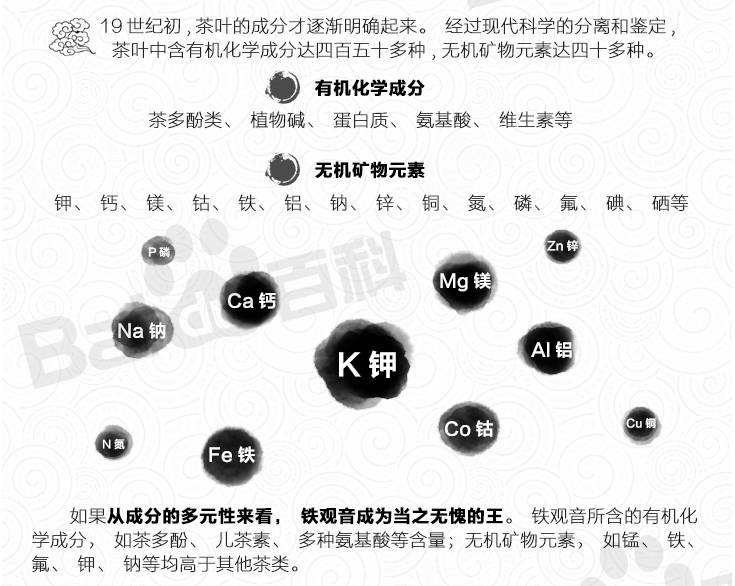 19世纪初,茶叶的成分才逐渐明确起来。 经过现代科学的分离和鉴定,
茶叶中含有机化学成分达四百五十多种,无机矿物元素达四十多种。
有机化学成分
茶多酚类、 植物碱、 蛋白质、 氨基酸、 维生素等
无机矿物元素
钾、 钙、 镁、 钴、 铁、 铝、 钠、 锌、 铜、 氮、 磷、 氟、 碘、 硒等
P 磷
Zn 锌
Ca 钙
Mg 镁
Na 钠
K 钾
Al 铝
N 氮
Fe 铁
Co 钴
Cu 铜
Baidu百科
如果从成分的多元性来看, 铁观音成为当之无愧的王。 铁观音所含的有机化
学成分, 如茶多酚、 儿茶素、 多种氨基酸等含量; 无机矿物元素, 如锰、 铁、
氟、 钾、 钠等均高于其他茶类。